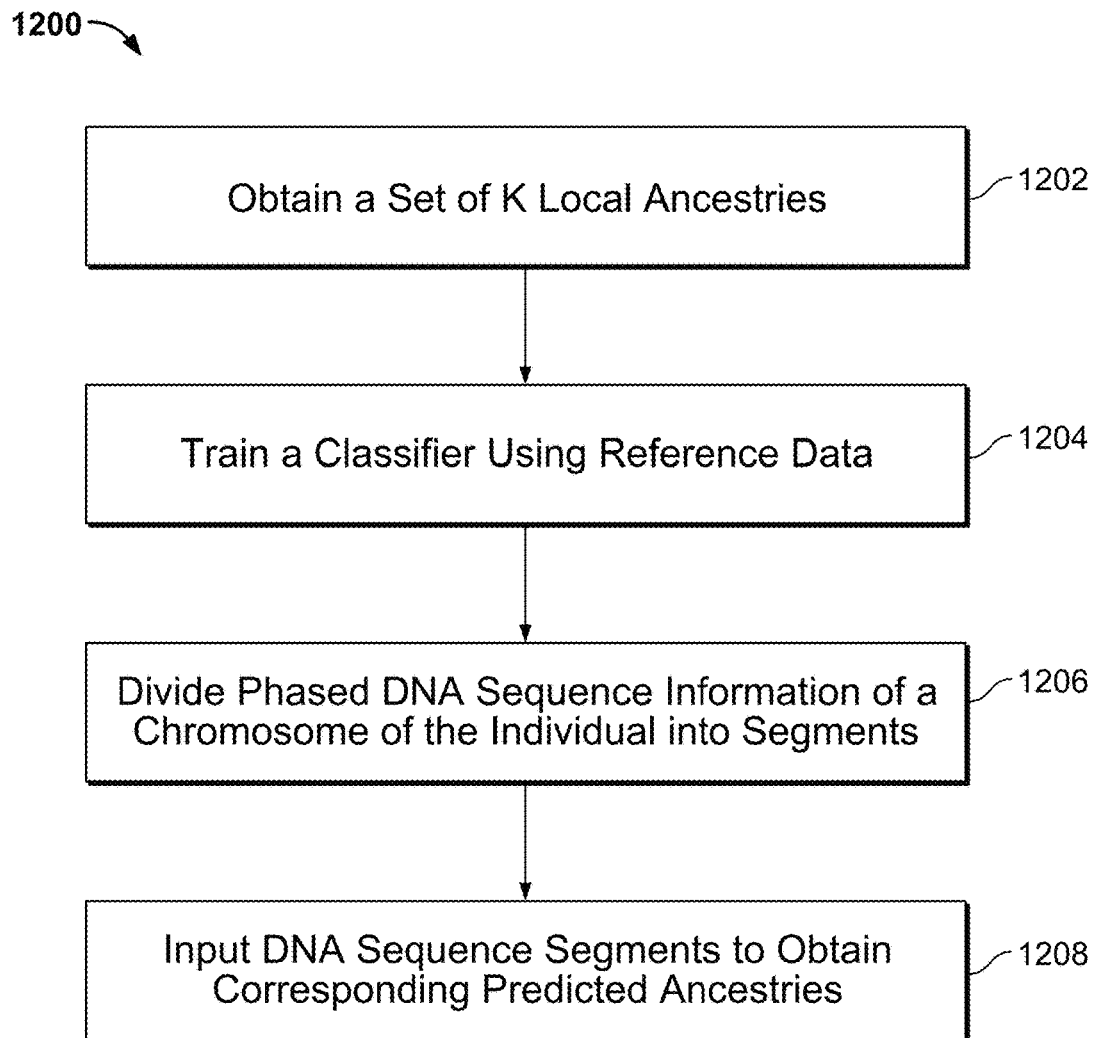 1200
Obtain a Set of K Local Ancestries
1202
Train a Classifier Using Reference Data
1204
Divide Phased DNA Sequence Information of a
Chromosome of the Individual into Segments
1206
Input DNA Sequence Segments to Obtain
Corresponding Predicted Ancestries
1208